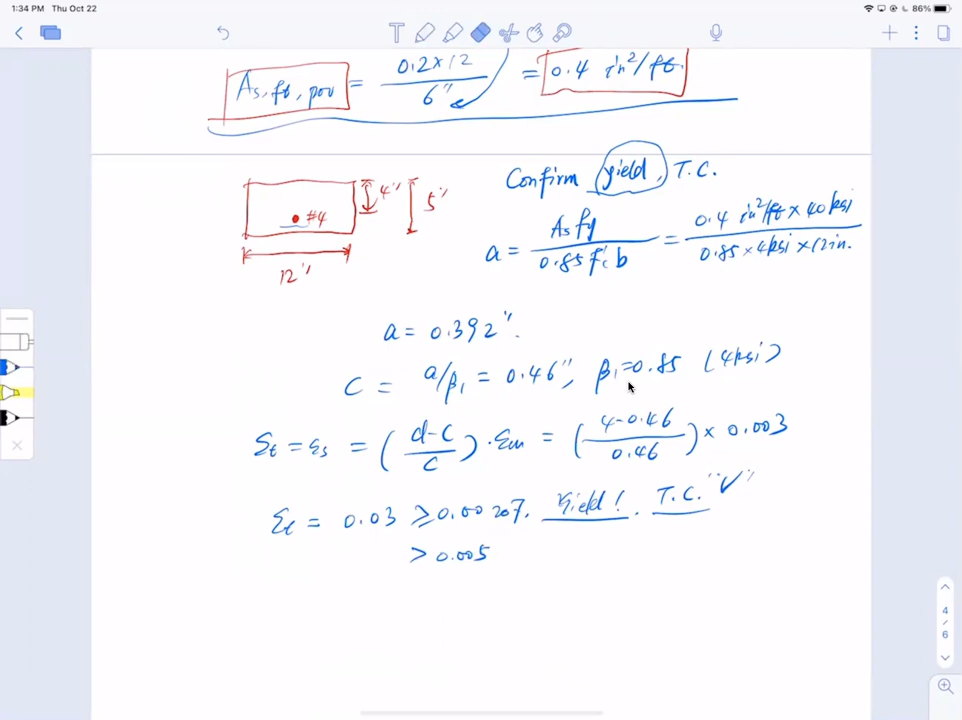 1:34 PM Thu Oct 22
86%
T
As,ft,pov = 0.2×12 / 6" = 0.4 in²/ft
Confirm yield, T.C.
#4
4"
5"
12"
a = As fy / 0.85 f'c b = 0.4 in²/ft × 40 ksi / 0.85 × 4ksi × 12in.
a = 0.392".
c = a/β1 = 0.46", β1=0.85 (4ksi)
εt = εs = (d-c / c) · εcu = (4-0.46 / 0.46) × 0.003
εt = 0.03 ≥ 0.00207. Yield! . T.C. "√"
> 0.005
4
/
6